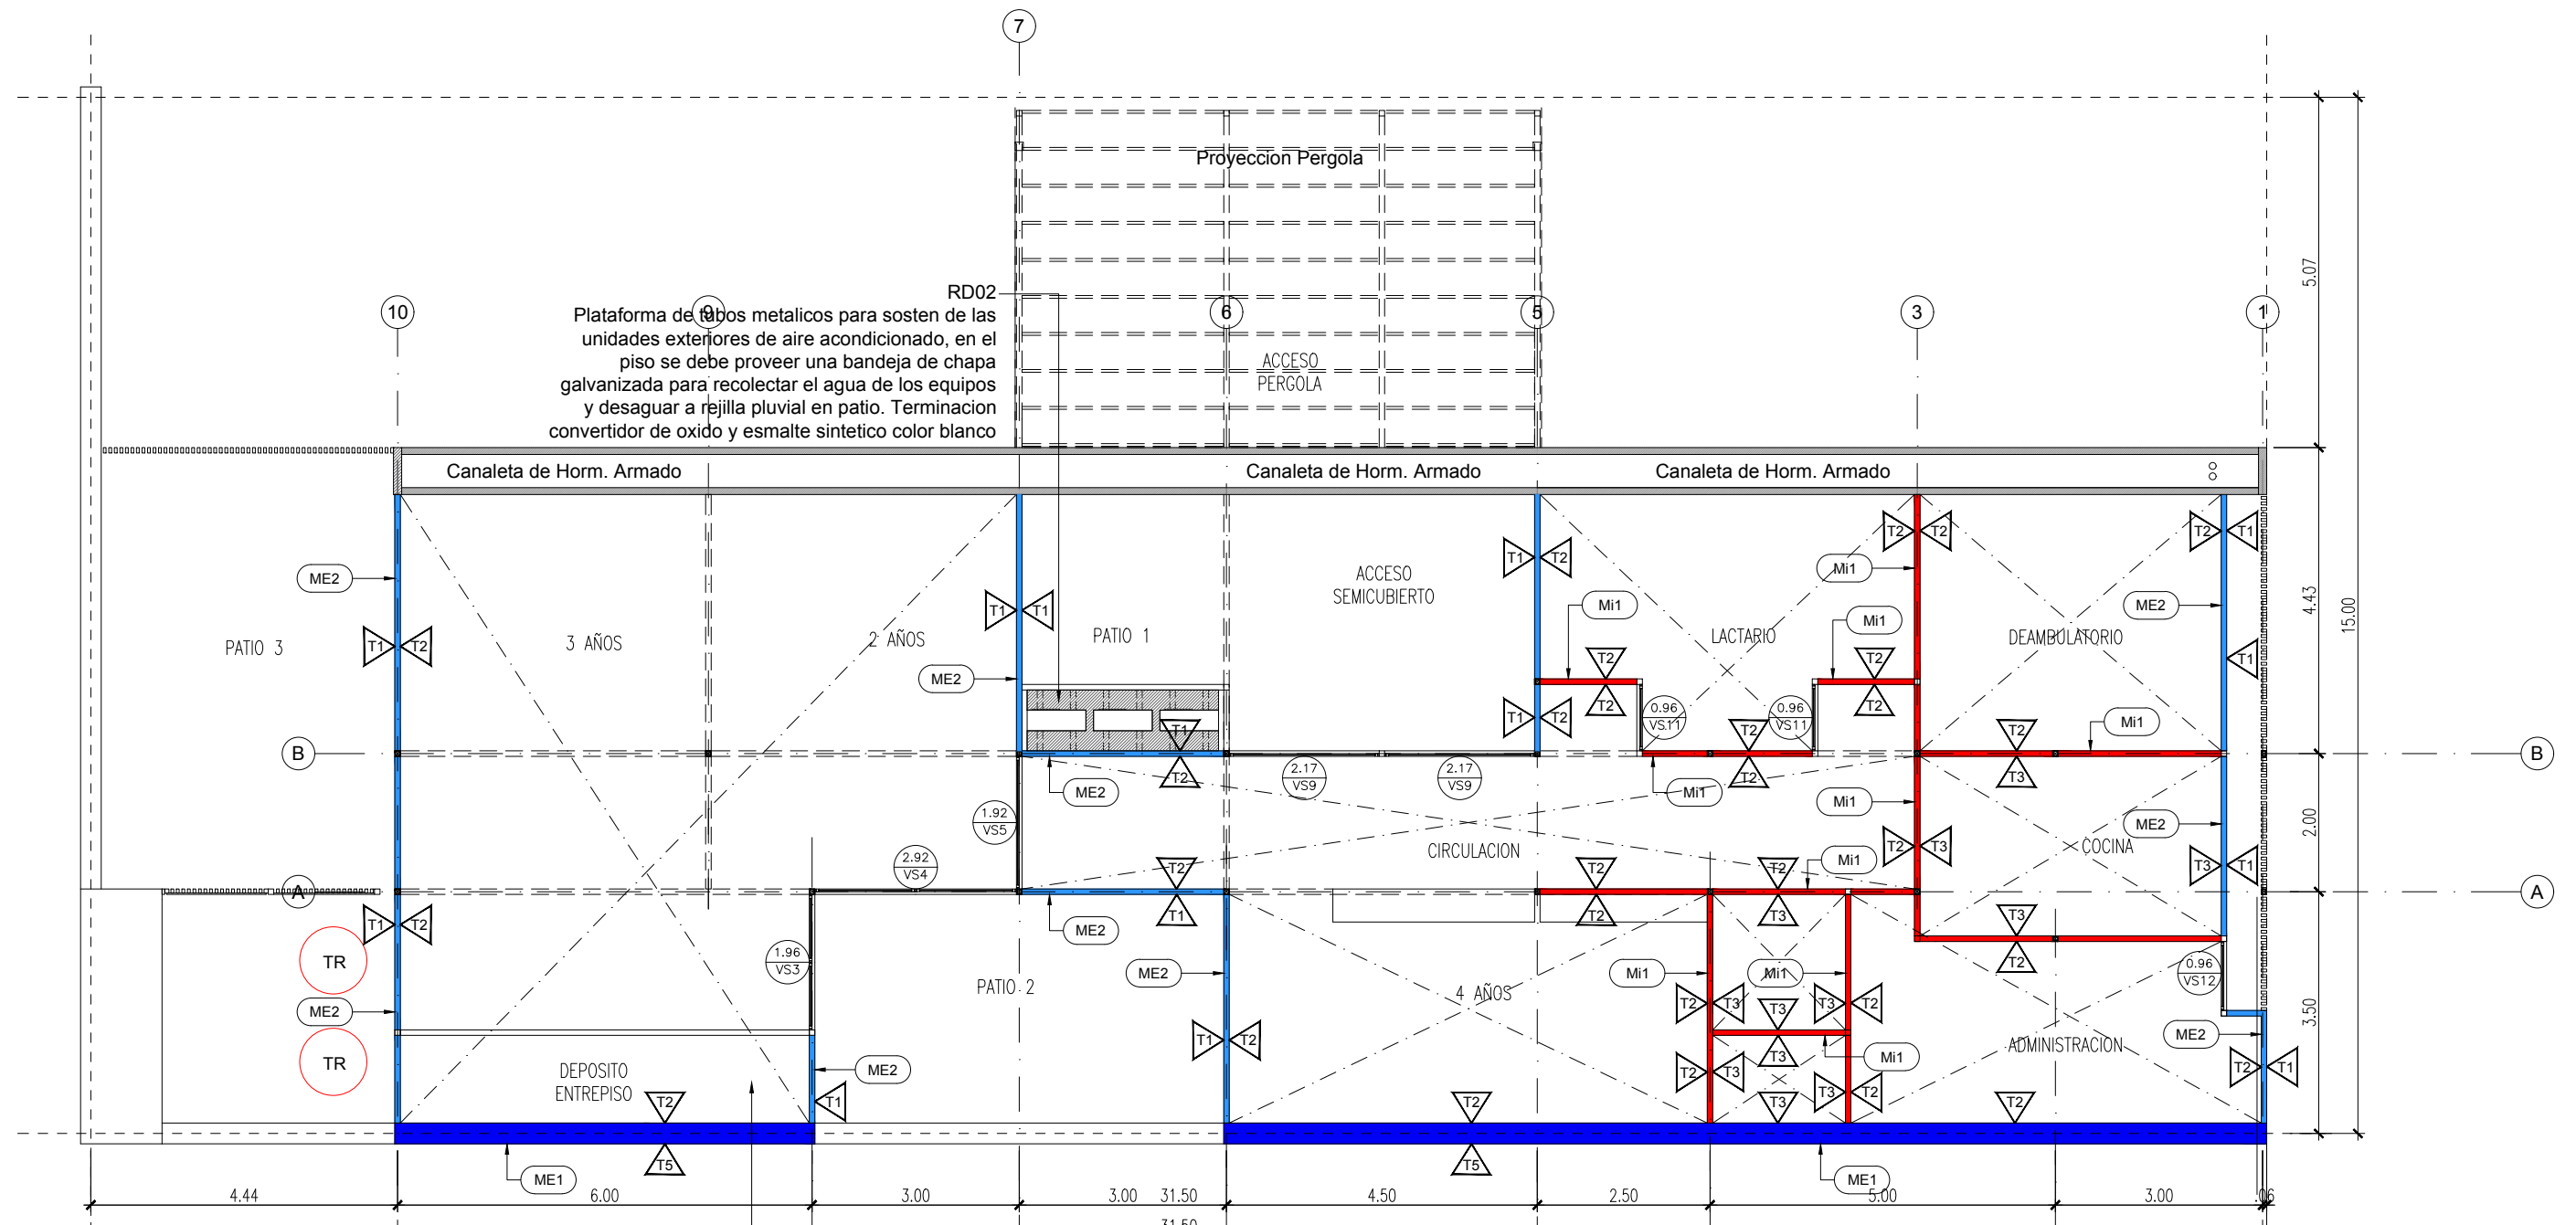 7
Proyeccion Pergola
5.07
RD02
10
9
6
5
3
1
Plataforma de tubos metalicos para sosten de las
unidades exteriores de aire acondicionado, en el
piso se debe proveer una bandeja de chapa
galvanizada para recolectar el agua de los equipos
y desaguar a rejilla pluvial en patio. Terminacion
convertidor de oxido y esmalte sintetico color blanco
ACCESO
PERGOLA
Canaleta de Horm. Armado
Canaleta de Horm. Armado
Canaleta de Horm. Armado
T2 T2
T2 T1
T1 T2
ME2
Mi1
ACCESO
SEMICUBIERTO
4.43
15.00
T1 T1
Mi1
Mi1
ME2
PATIO 3
T1 T2
3 AÑOS
2 AÑOS
PATIO 1
LACTARIO
DEAMBULATORIO
T1
ME2
T2
T2
T2
T2
T1 T2
0.96
VS11
0.96
VS11
Mi1
B
T1
T2
T2
T2
T2
T3
B
2.17
VS9
2.17
VS9
ME2
Mi1
Mi1
ME2
2.00
1.92
VS5
CIRCULACION
T2 T3
COCINA
T3 T1
2.92
VS4
Mi1
A
T2
T1
T2
T2
T2
T3
A
T1 T2
ME2
T3
T2
TR
1.96
VS3
ME2
Mi1
Mi1
0.96
VS12
PATIO 2
4 AÑOS
T2 T3
T3 T2
3.50
ME2
T3
T3
ME2
T1 T2
ADMINISTRACION
Mi1
TR
DEPOSITO
ENTREPISO
ME2
T2 T3
T3 T2
T2 T1
T1
T2
T2
T3
T2
T5
T5
ME1
ME1
4.44
6.00
3.00
3.00
31.50
4.50
2.50
5.00
3.00
.06
31.50